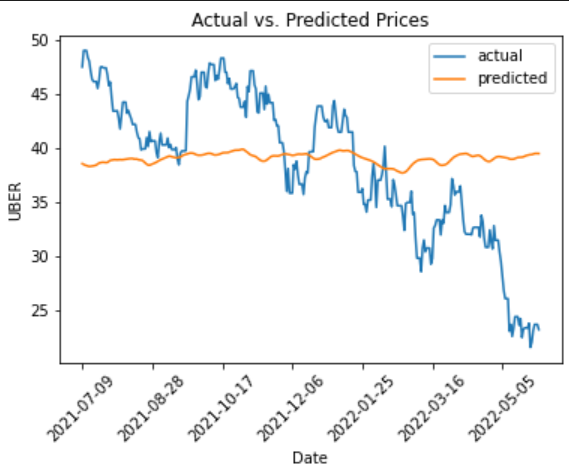 Actual vs. Predicted Prices
actual
predicted
50
45
40
35
30
25
UBER
2021-07-09
2021-08-28
2021-10-17
2021-12-06
2022-01-25
2022-03-16
2022-05-05
Date